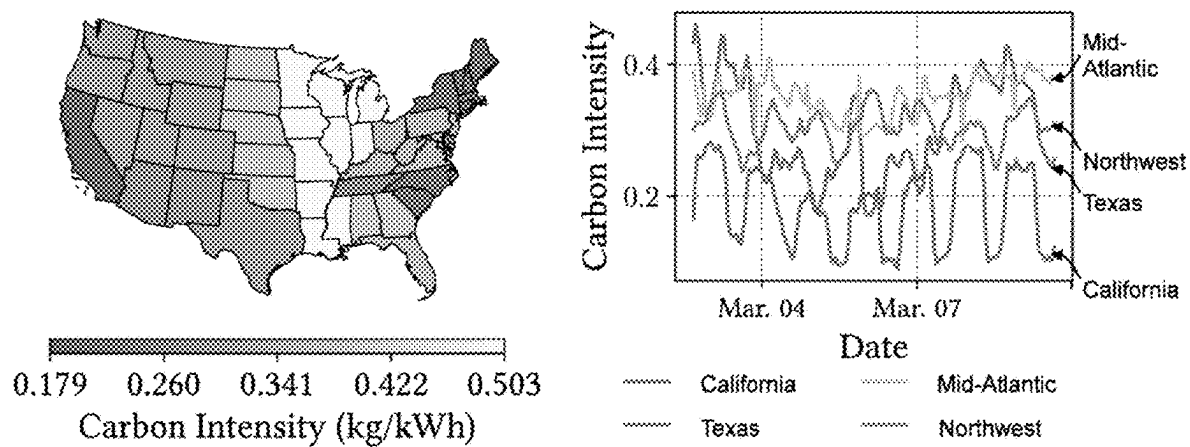 0.179 0.260 0.341 0.422 0.503
Carbon Intensity (kg/kWh)
Carbon Intensity
0.4
0.2
Mid-
Atlantic
Northwest
Texas
California
Mar. 04 Mar. 07
Date
California Mid-Atlantic
Texas Northwest